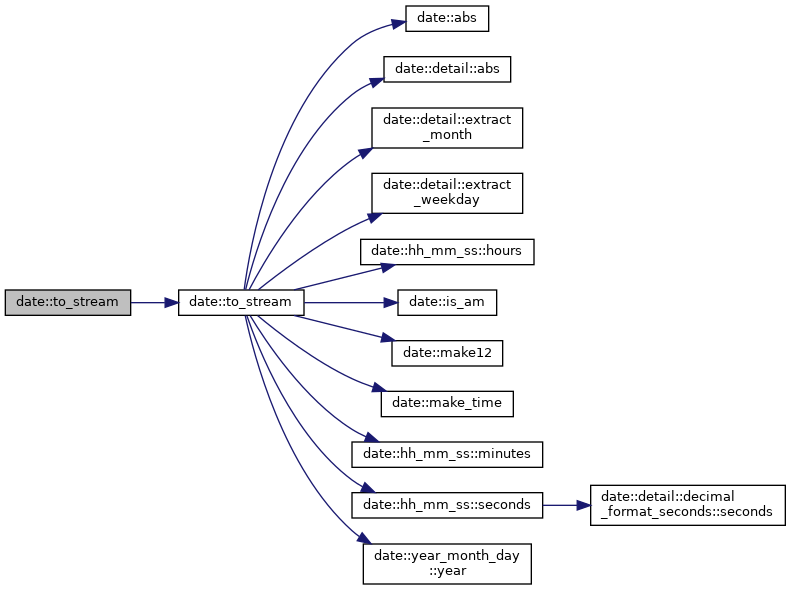 date::abs
date::detail::abs
date::detail::extract
_month
date::detail::extract
_weekday
date::hh_mm_ss::hours
date::to_stream
date::to_stream
date::is_am
date::make12
date::make_time
date::hh_mm_ss::minutes
date::hh_mm_ss::seconds
date::detail::decimal
_format_seconds::seconds
date::year_month_day
::year